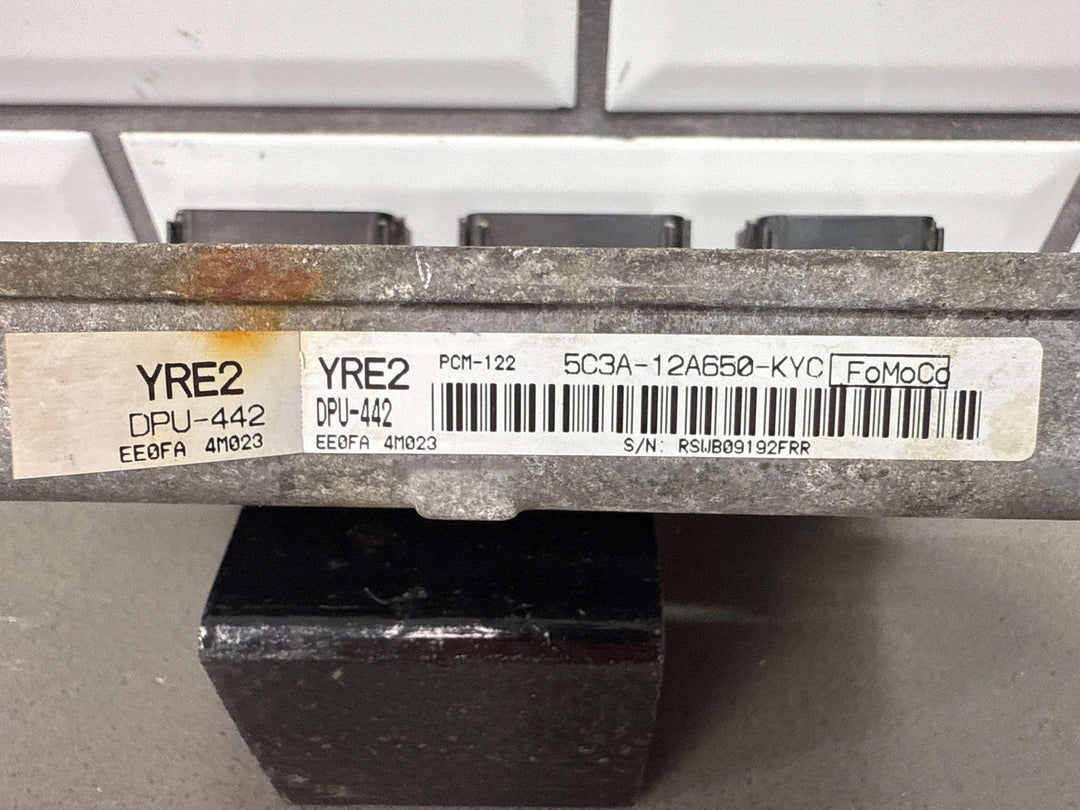 YRE2
DPU-442
EE0FA 4M023
YRE2 PCM-122 5C3A-12A650-KYC FoMoCo
DPU-442
EE0FA 4M023 S/N: RSWB09192FRR